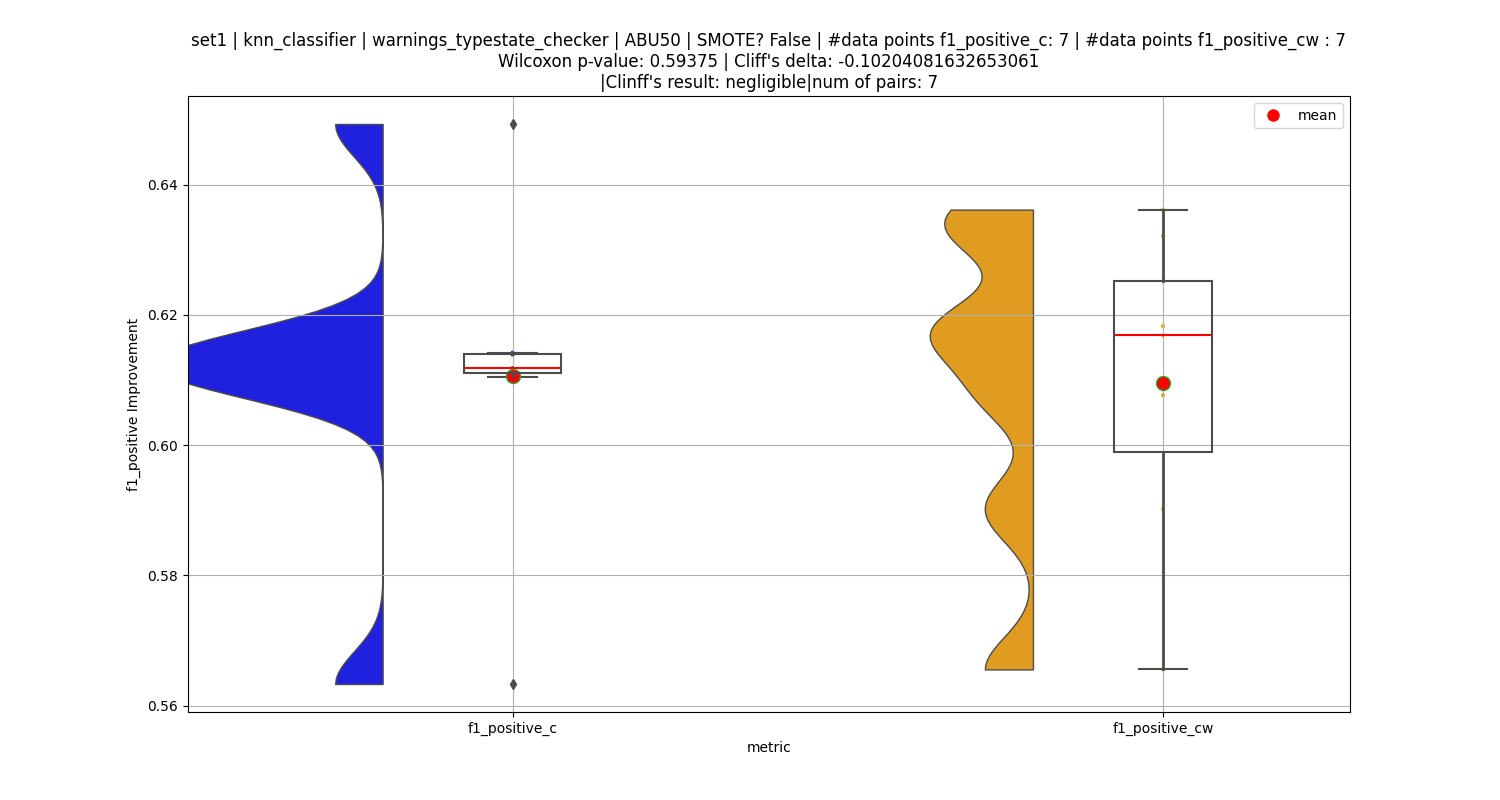 set1 | knn_classifier | warnings_typestate_checker | ABU50 | SMOTE? False | #data points f1_positive_c: 7 | #data points f1_positive_cw : 7
Wilcoxon p-value: 0.59375 | Cliff's delta: -0.10204081632653061
|Clinff's result: negligible|num of pairs: 7
mean
0.64
0.62
0.60
0.58
0.56
f1_positive Improvement
f1_positive_c
f1_positive_cw
metric